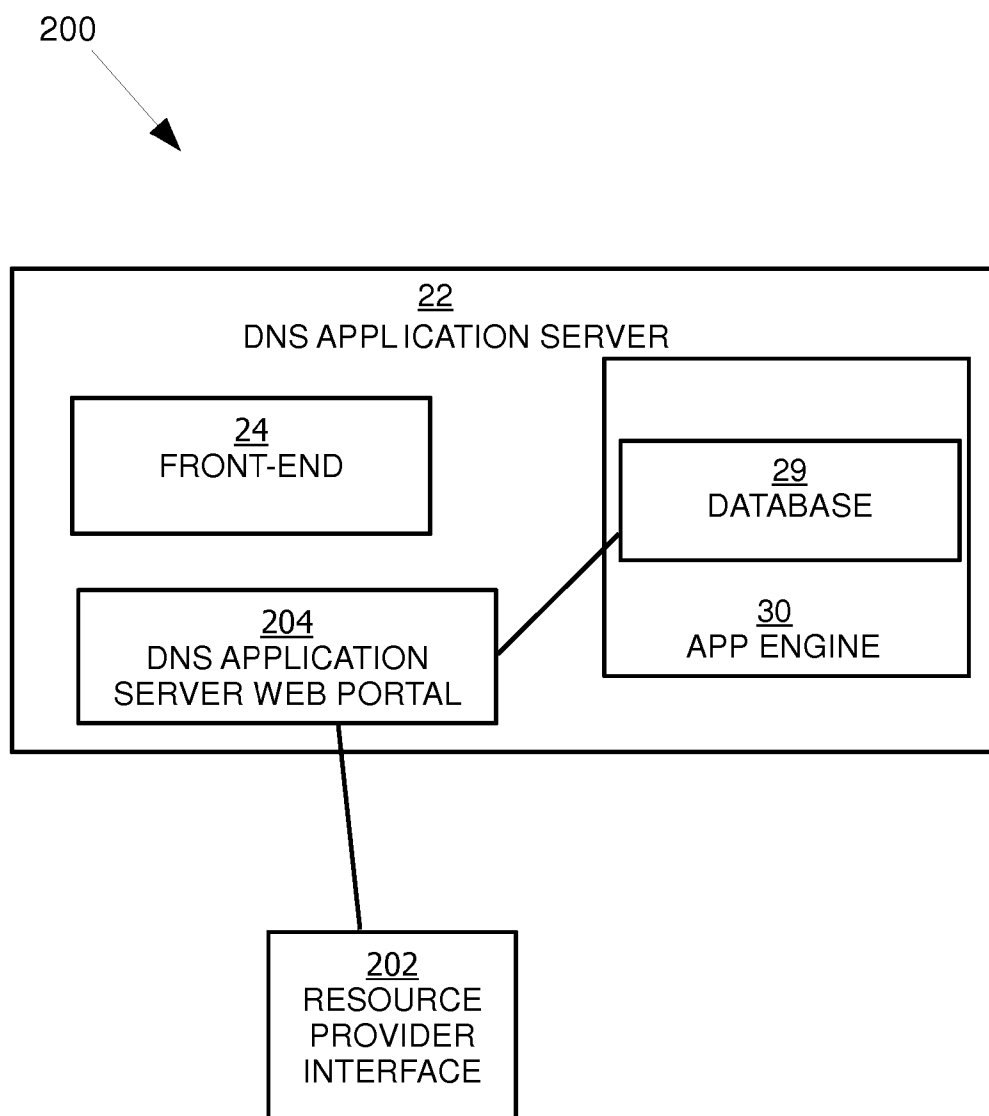 200
22
DNS APPLICATION SERVER
24
FRONT-END
29
DATABASE
30
APP ENGINE
204
DNS APPLICATION
SERVER WEB PORTAL
202
RESOURCE
PROVIDER
INTERFACE